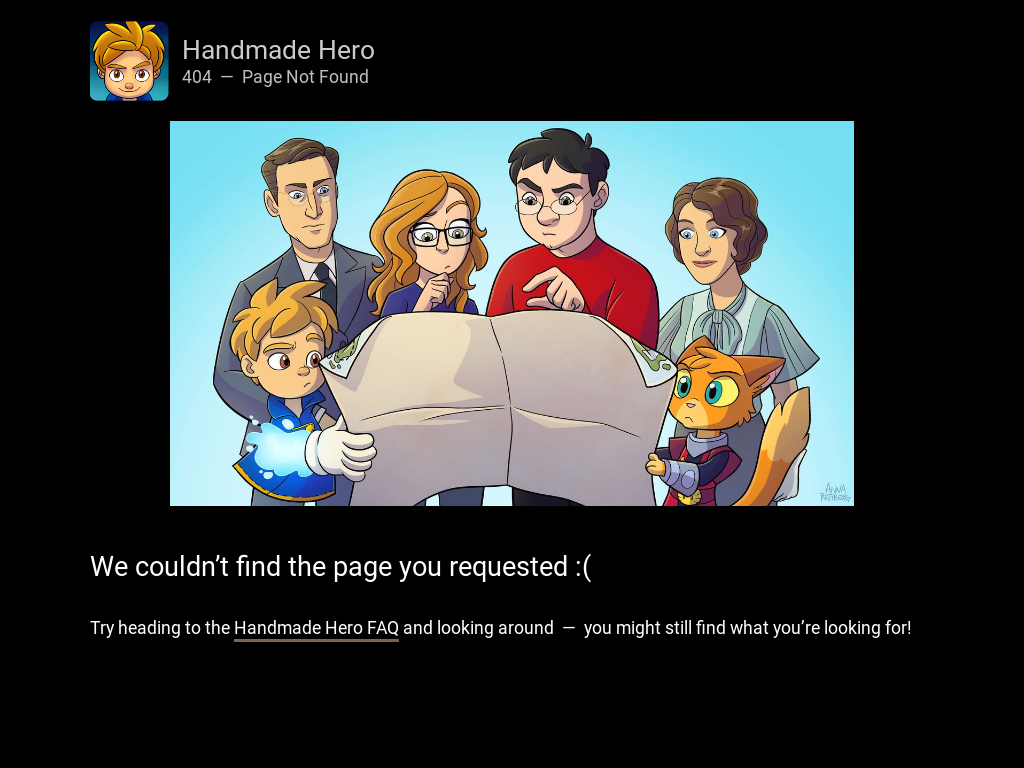 Handmade Hero
404 — Page Not Found
ANNA
RETTBERG
We couldn’t find the page you requested :(
Try heading to the Handmade Hero FAQ and looking around — you might still find what you’re looking for!